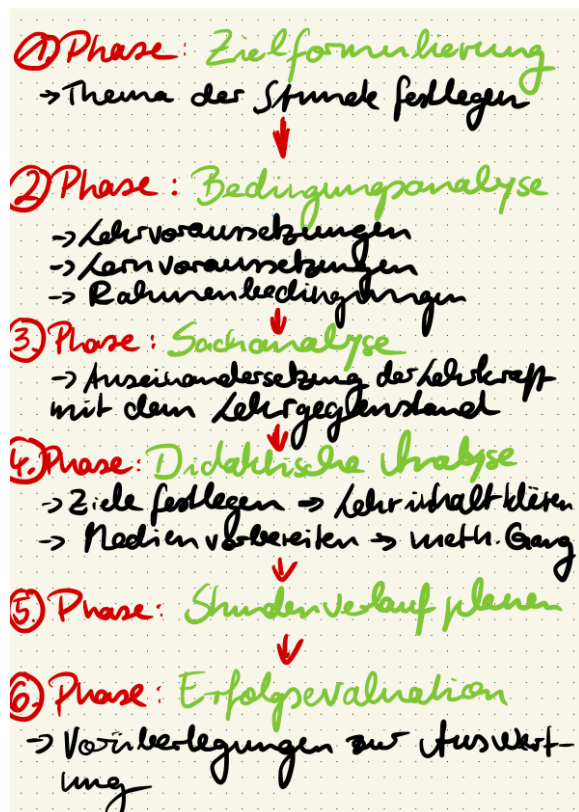 1. Phase: Zielformulierung
→ Thema der Stunde festlegen
2 Phase: Bedingungsanalyse
→ Lehrvoraussetzungen
→ Lernvoraussetzungen
→ Rahmenbedingungen
3. Phase: Sachanalyse
→ Auseinandersetzung der Lehrkraft
mit dem Lehrgegenstand
4. Phase: Didaktische Analyse
→ Ziele festlegen → Lehrinhalt klären
→ Medien vorbereiten → meth. Gang
5. Phase: Stundenverlauf planen
6. Phase: Erfolgsevaluation
→ Vorüberlegungen zur Auswert-
ung